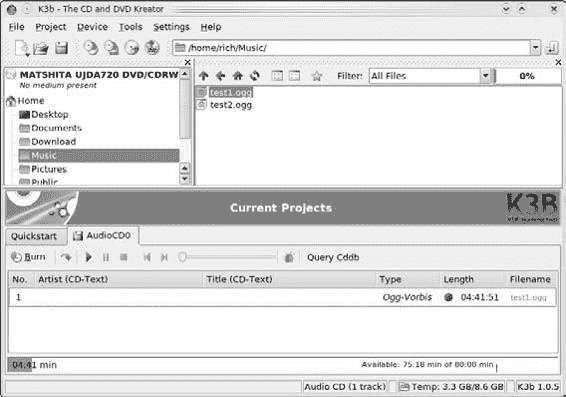 K3b - The CD and DVD Kreator
File Project Device Tools Settings Help
/home/rich/Music/
MATSHITA UJDA720 DVD/CDRW
No medium present
Home
Desktop
Documents
Download
Music
Pictures
Public
Filter: All Files 0%
test1.ogg
test2.ogg
Current Projects
K3B
Quickstart AudioCD0
Burn Query Cddb
No. Artist (CD-Text) Title (CD-Text) Type Length Filename
1 Ogg-Vorbis 04:41:51 test1.ogg
04:41 min Available: 75:18 min of 80:00 min
Audio CD (1 track) Temp: 3.3 GB/8.6 GB K3b 1.0.5